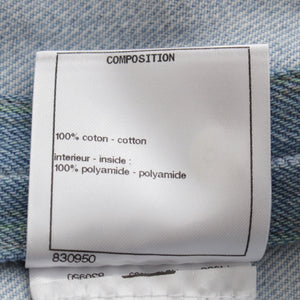 COMPOSITION
100% coton - cotton
interieur - inside :
100% polyamide - polyamide
830950